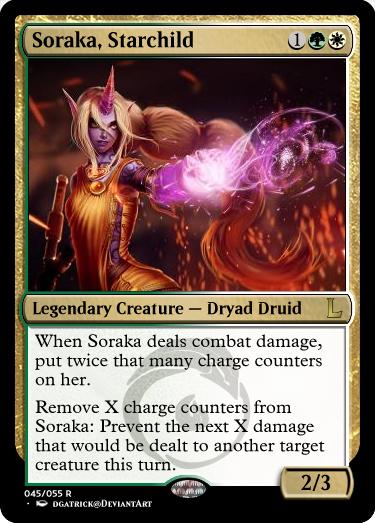 Soraka, Starchild 1
Legendary Creature — Dryad Druid L
When Soraka deals combat damage,
put twice that many charge counters
on her.
Remove X charge counters from
Soraka: Prevent the next X damage
that would be dealt to another target
creature this turn.
2/3
045/055 R
· DGATRICK@DEVIANTART